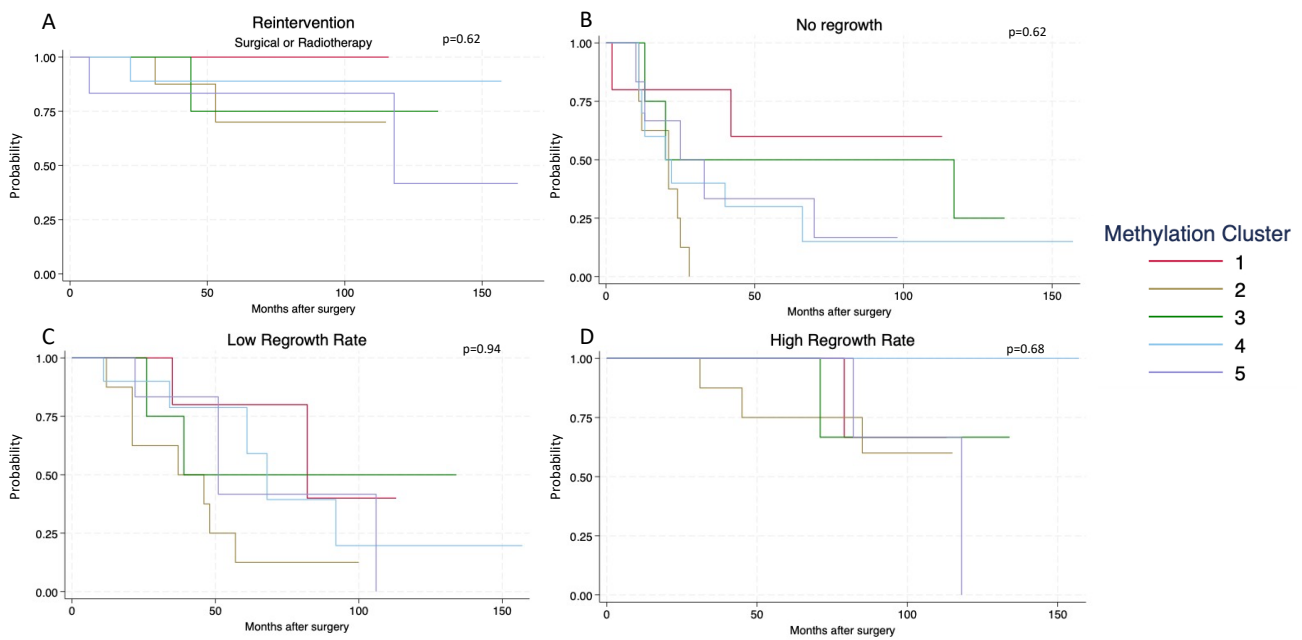 A
Reintervention
Surgical or Radiotherapy
p=0.62
Probability
1.00
0.75
0.50
0.25
0.00
0
50
100
150
Months after surgery
B
No regrowth
p=0.62
Probability
1.00
0.75
0.50
0.25
0.00
0
50
100
150
Months after surgery
C
Low Regrowth Rate
p=0.94
Probability
1.00
0.75
0.50
0.25
0.00
0
50
100
150
Months after surgery
D
High Regrowth Rate
p=0.68
Probability
1.00
0.75
0.50
0.25
0.00
0
50
100
150
Months after surgery
Methylation Cluster
1
2
3
4
5